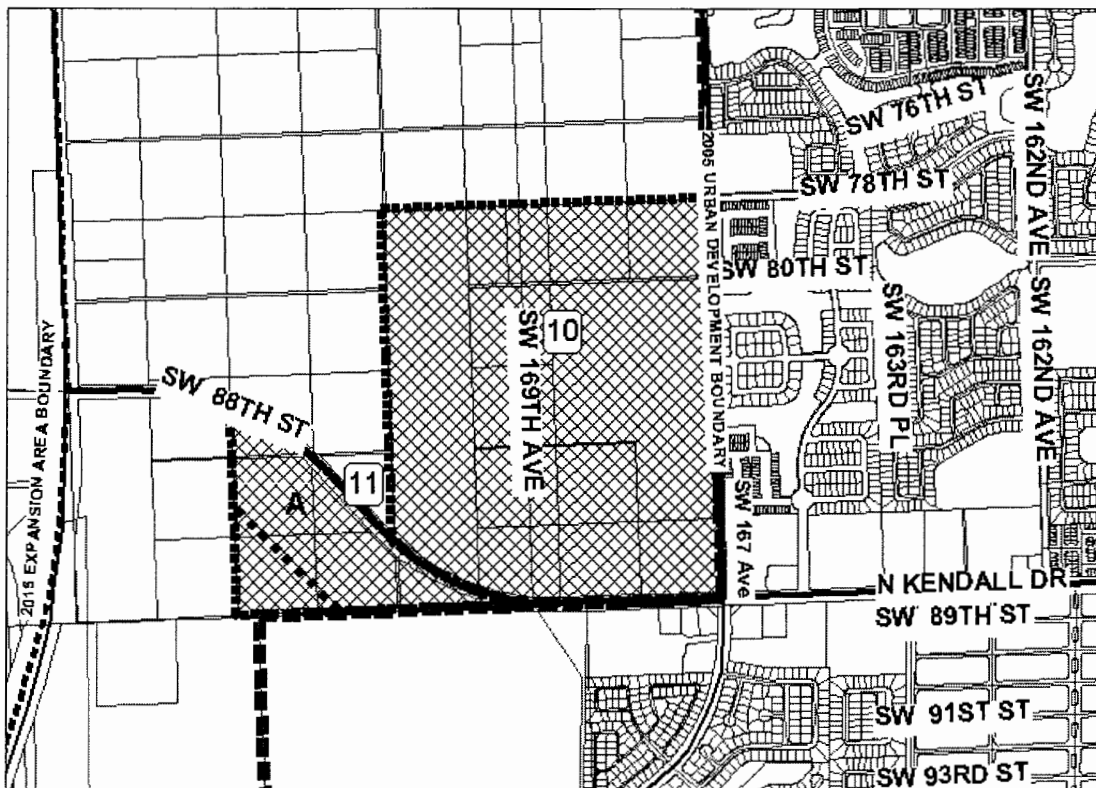 SW 76TH ST
SW 162ND AVE
SW 78TH ST
2005 URBAN DEVELOPMENT BOUNDARY
SW 80TH ST
SW 163RD PL
SW 162ND AVE
10
SW 169TH AVE
2015 EXPANSION AREA BOUNDARY
SW 88TH ST
11
A
SW 167 Ave
N KENDALL DR
SW 89TH ST
SW 91ST ST
SW 93RD ST